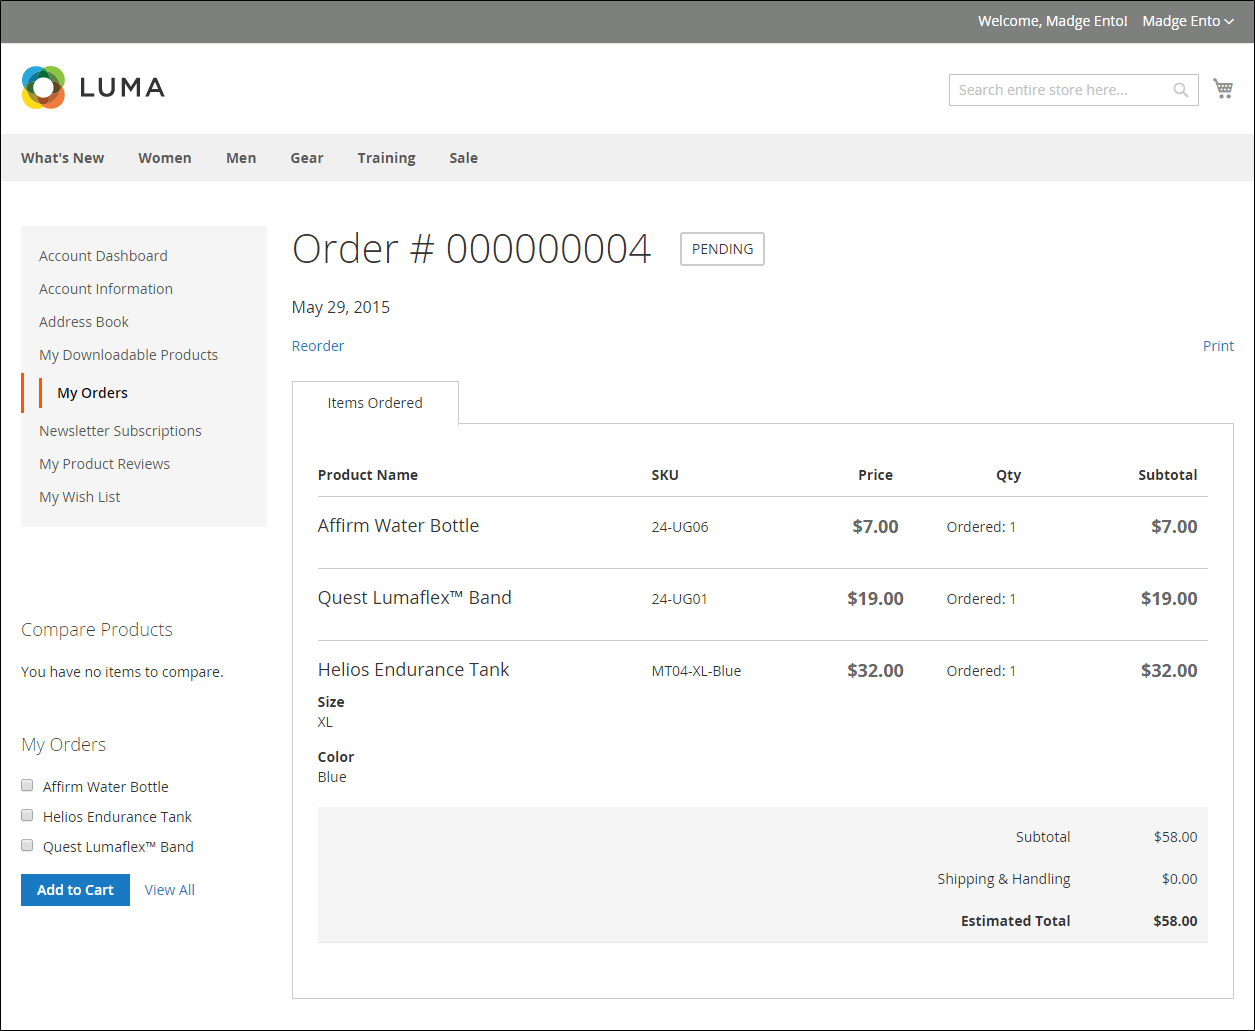 Welcome, Madge Ento! Madge Ento
LUMA
Search entire store here...
What's New Women Men Gear Training Sale
Account Dashboard
Account Information
Address Book
My Downloadable Products
My Orders
Newsletter Subscriptions
My Product Reviews
My Wish List
Compare Products
You have no items to compare.
My Orders
Affirm Water Bottle
Helios Endurance Tank
Quest Lumaflex™ Band
Add to Cart View All
Order # 000000004 PENDING
May 29, 2015
Reorder Print
Items Ordered
Product Name SKU Price Qty Subtotal
Affirm Water Bottle 24-UG06 $7.00 Ordered: 1 $7.00
Quest Lumaflex™ Band 24-UG01 $19.00 Ordered: 1 $19.00
Helios Endurance Tank MT04-XL-Blue $32.00 Ordered: 1 $32.00
Size
XL
Color
Blue
Subtotal $58.00
Shipping & Handling $0.00
Estimated Total $58.00